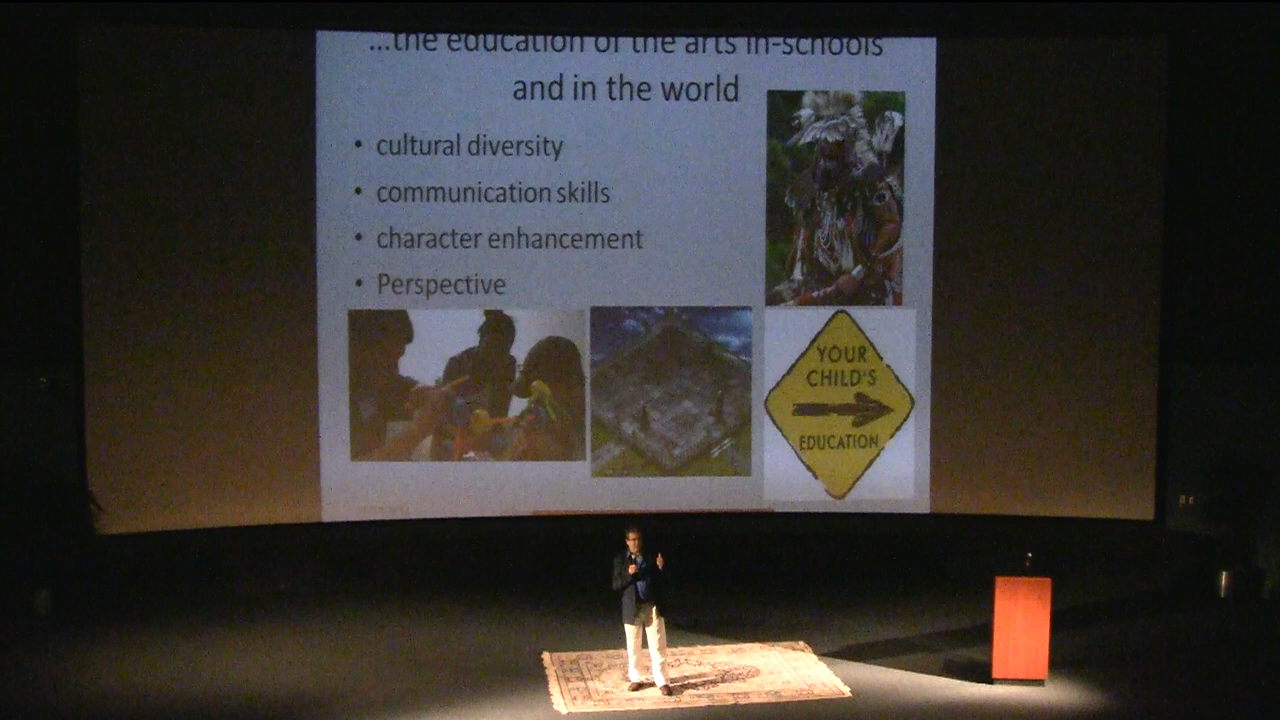 ...the education of the arts in-schools
and in the world
• cultural diversity
• communication skills
• character enhancement
• Perspective
YOUR
CHILD'S
EDUCATION